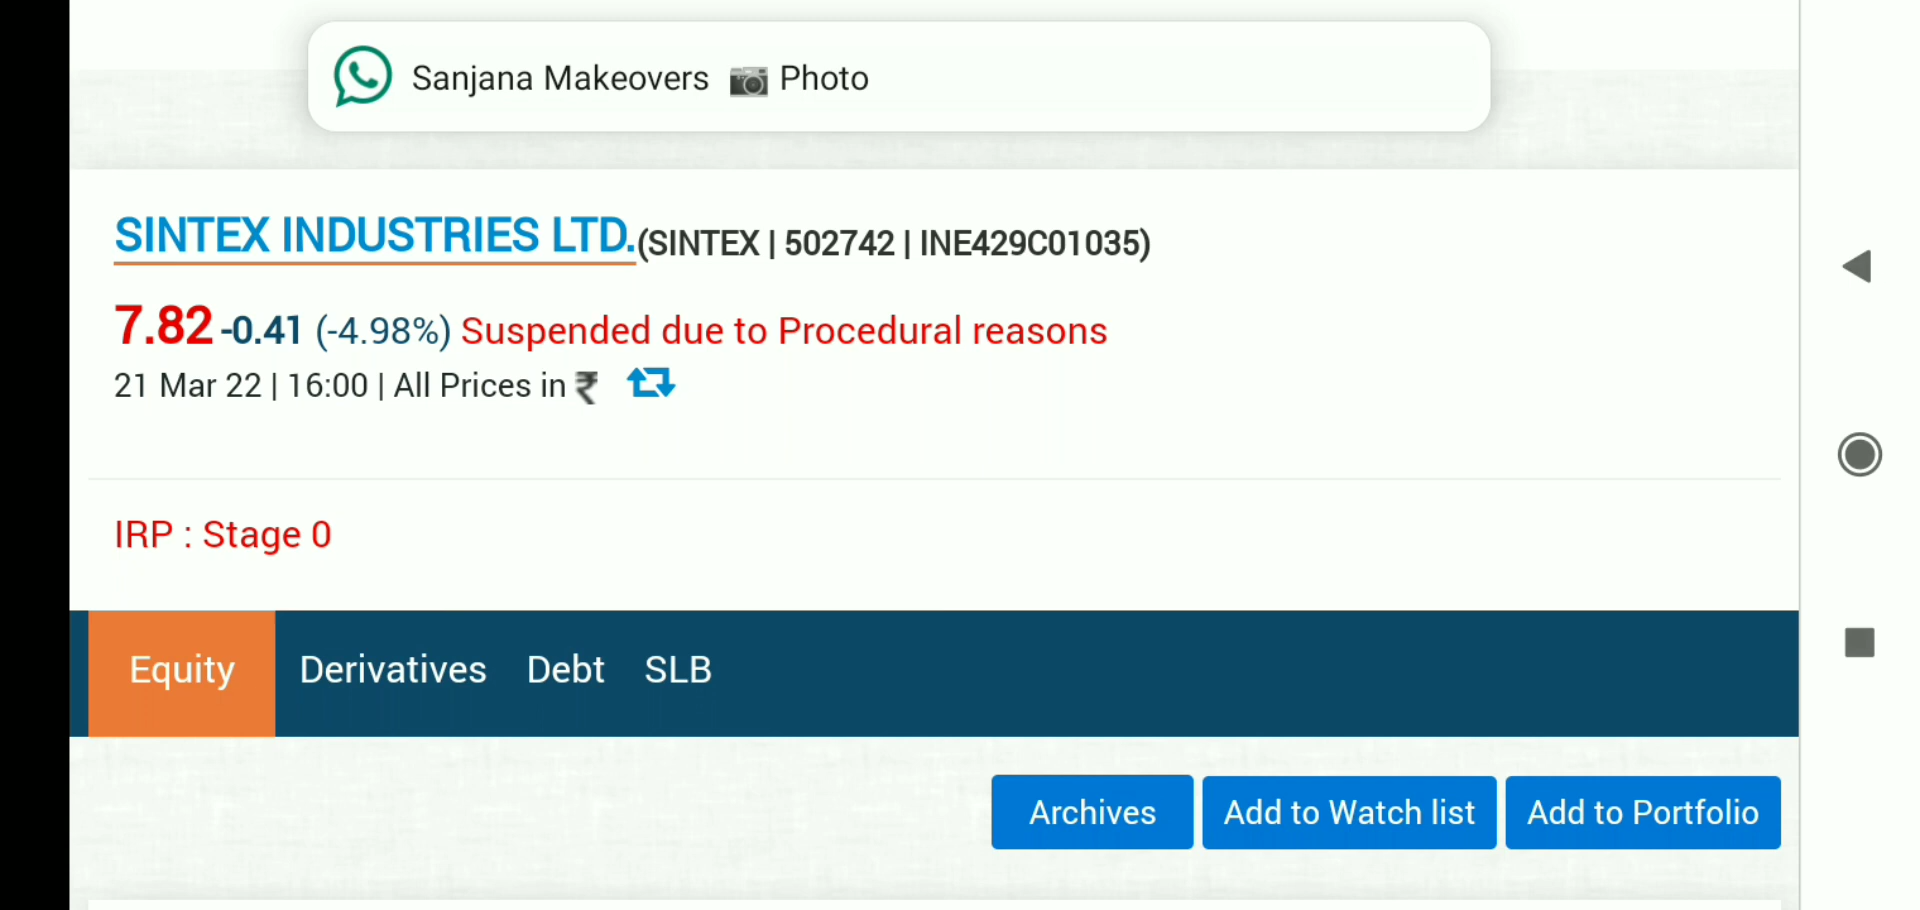 Sanjana Makeovers 📷 Photo
SINTEX INDUSTRIES LTD.(SINTEX | 502742 | INE429C01035)
7.82 -0.41 (-4.98%) Suspended due to Procedural reasons
21 Mar 22 | 16:00 | All Prices in ₹
IRP : Stage 0
Equity Derivatives Debt SLB
Archives Add to Watch list Add to Portfolio